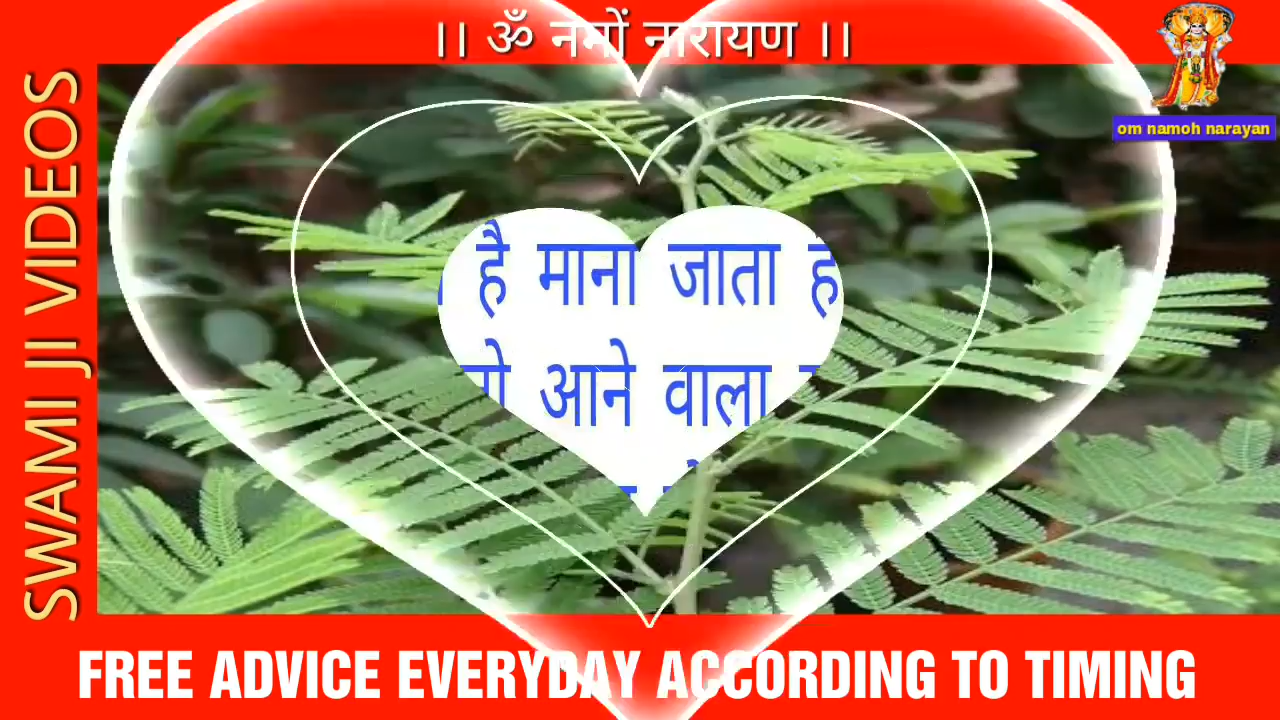 ।। ॐ नमों नारायण ।।
om namoh narayan
SWAMI JI VIDEOS
है माना जाता
आने वाला
FREE ADVICE EVERYDAY ACCORDING TO TIMING